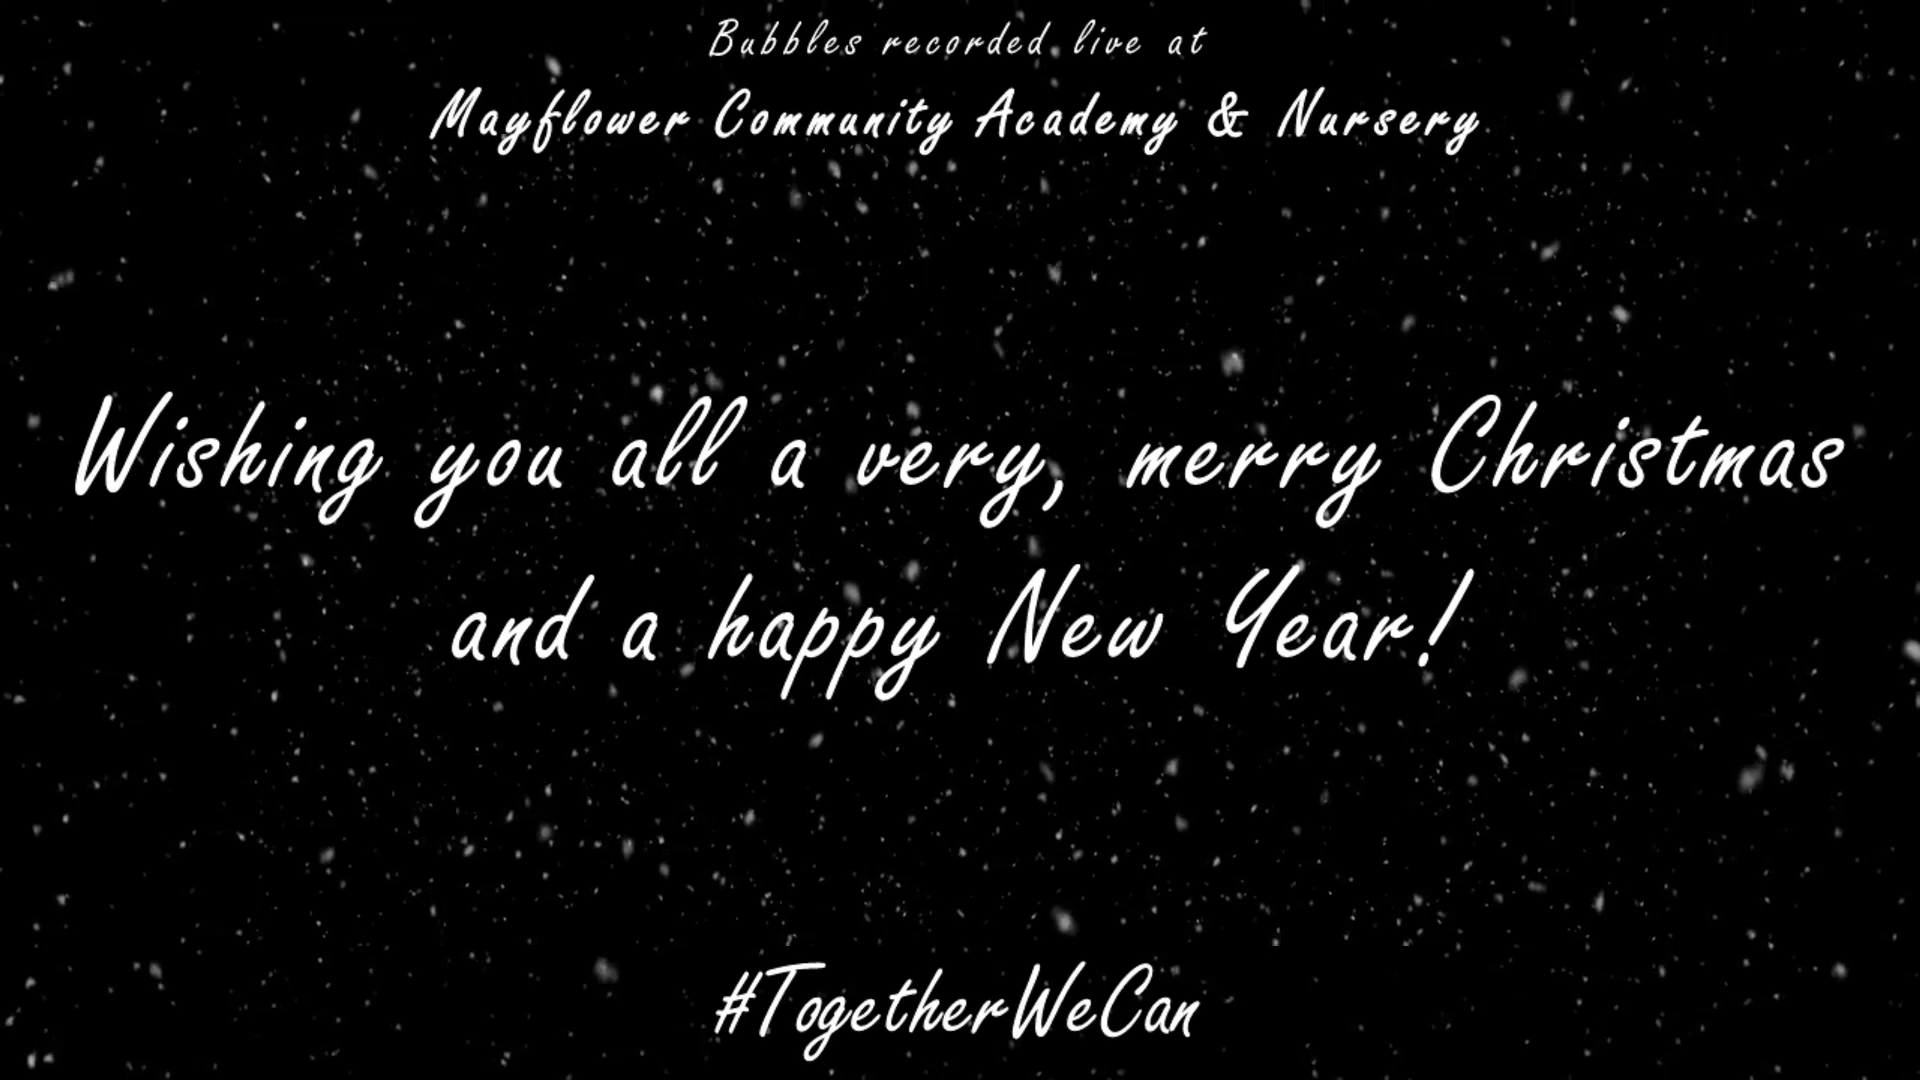 Bubbles recorded live at
Mayflower Community Academy & Nursery
Wishing you all a very, merry Christmas
and a happy New Year!
#TogetherWeCan